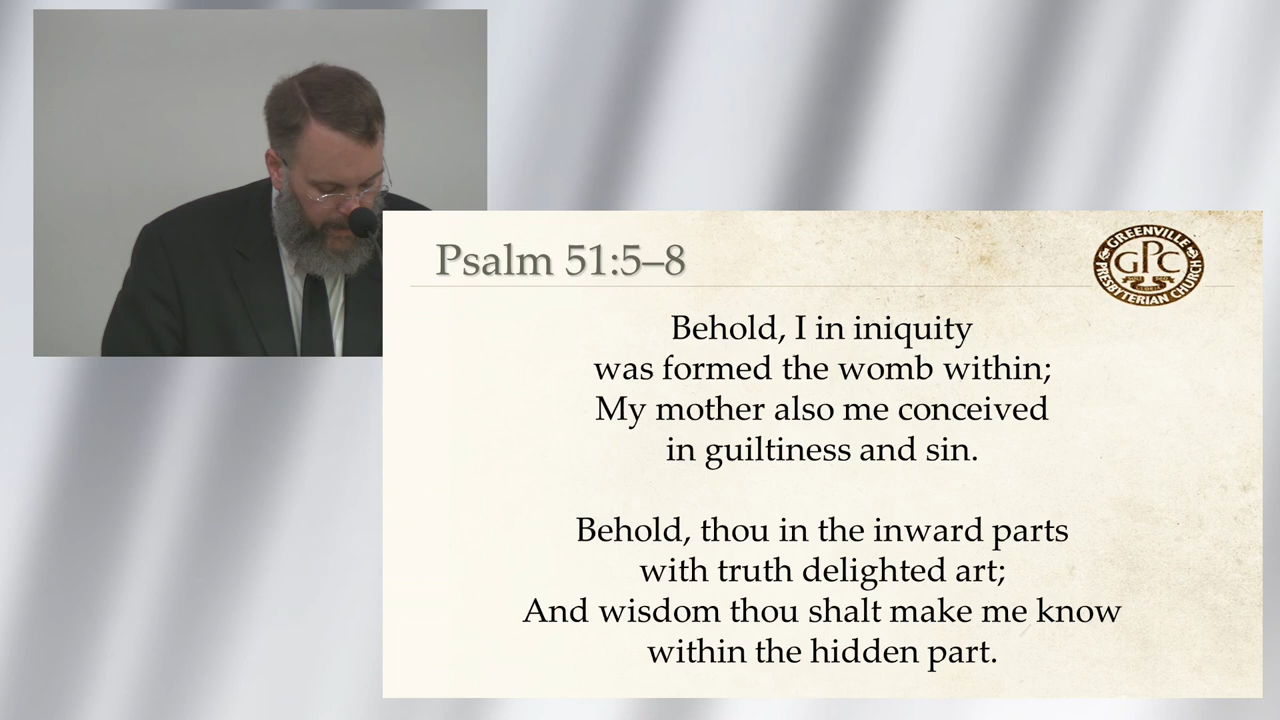 Psalm 51:5–8
GREENVILLE
GPC
PRESBYTERIAN CHURCH
Behold, I in iniquity
was formed the womb within;
My mother also me conceived
in guiltiness and sin.
Behold, thou in the inward parts
with truth delighted art;
And wisdom thou shalt make me know
within the hidden part.